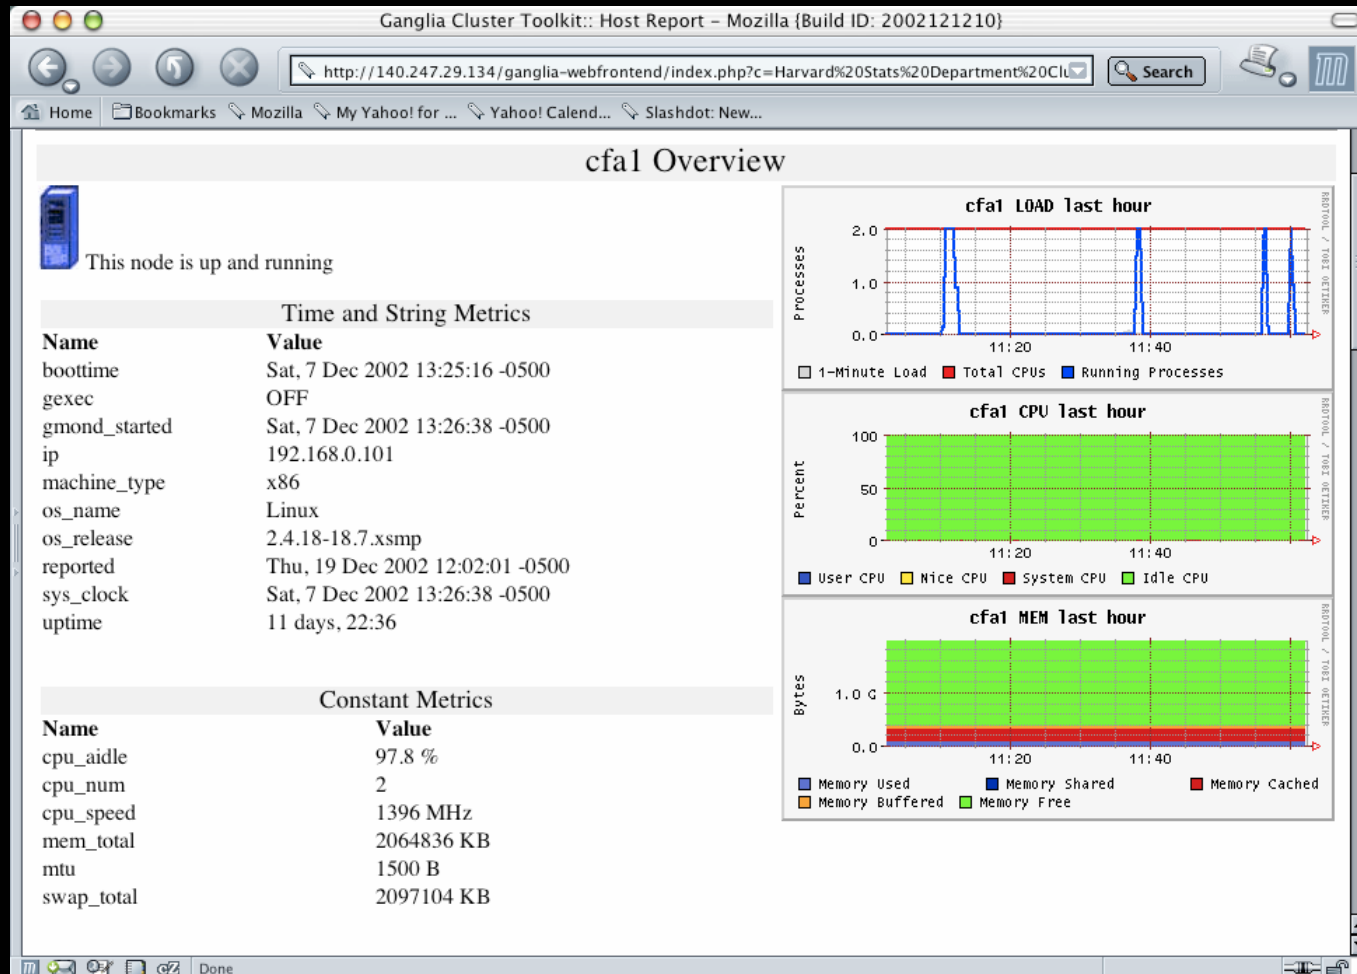 Ganglia Cluster Toolkit:: Host Report – Mozilla {Build ID: 2002121210}
http://140.247.29.134/ganglia-webfrontend/index.php?c=Harvard%20Stats%20Department%20Clu
Search
Home Bookmarks Mozilla My Yahoo! for ... Yahoo! Calend... Slashdot: New...
cfa1 Overview
This node is up and running
Time and String Metrics
Name Value
boottime Sat, 7 Dec 2002 13:25:16 -0500
gexec OFF
gmond_started Sat, 7 Dec 2002 13:26:38 -0500
ip 192.168.0.101
machine_type x86
os_name Linux
os_release 2.4.18-18.7.xsmp
reported Thu, 19 Dec 2002 12:02:01 -0500
sys_clock Sat, 7 Dec 2002 13:26:38 -0500
uptime 11 days, 22:36
Constant Metrics
Name Value
cpu_aidle 97.8 %
cpu_num 2
cpu_speed 1396 MHz
mem_total 2064836 KB
mtu 1500 B
swap_total 2097104 KB
cfa1 LOAD last hour
Processes
2.0
1.0
0.0
11:20 11:40
1-Minute Load Total CPUs Running Processes
RRDTOOL / TOBI OETIKER
cfa1 CPU last hour
Percent
100
50
0
11:20 11:40
User CPU Nice CPU System CPU Idle CPU
RRDTOOL / TOBI OETIKER
cfa1 MEM last hour
Bytes
1.0 G
0.0
11:20 11:40
Memory Used Memory Shared Memory Cached
Memory Buffered Memory Free
RRDTOOL / TOBI OETIKER
Done